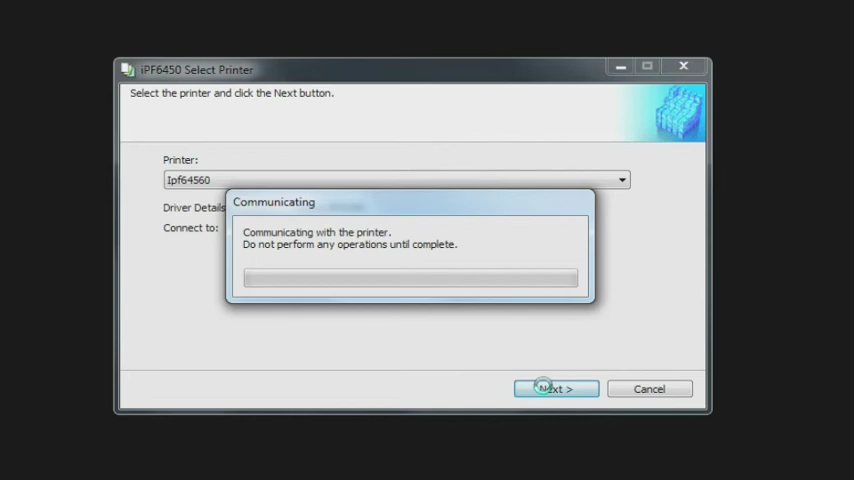 iPF6450 Select Printer
Select the printer and click the Next button.
Printer:
Ipf64560
Communicating
Driver Details
Communicating with the printer.
Connect to:
Do not perform any operations until complete.
Next >
Cancel